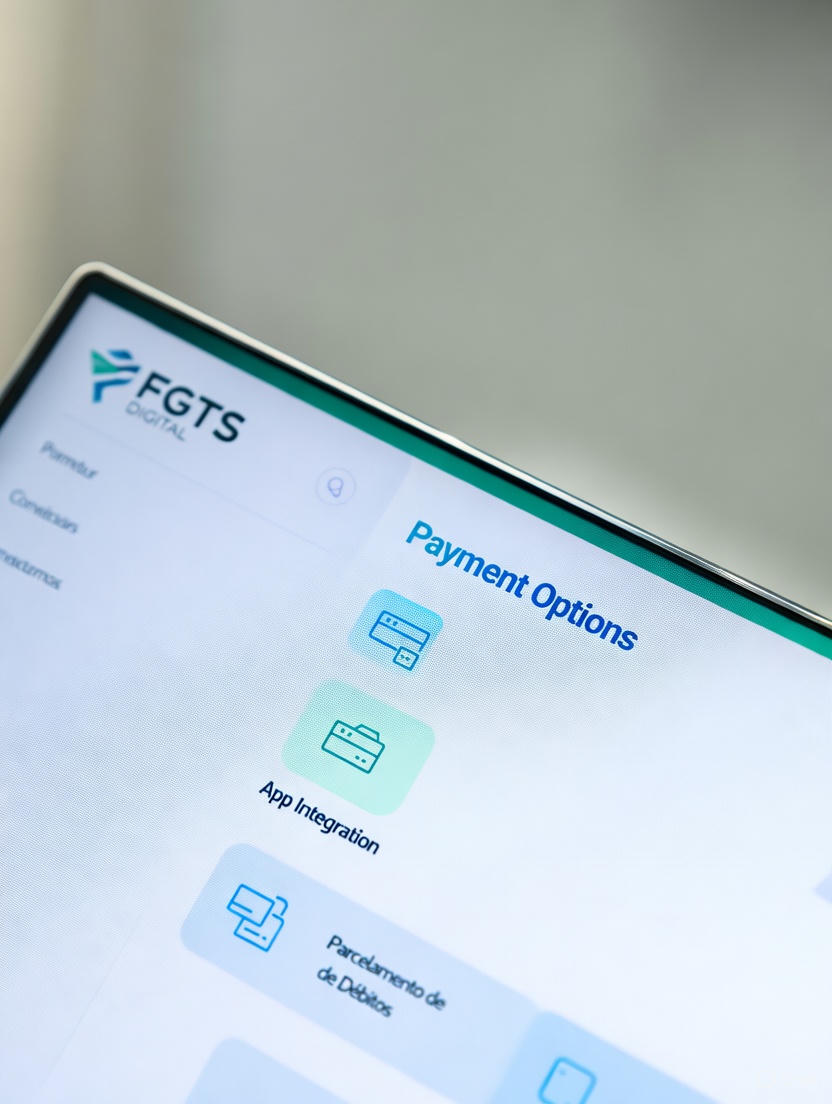 FGTS
DIGITAL
Payment Options
App Integration
Parcelamento de
de Débitos